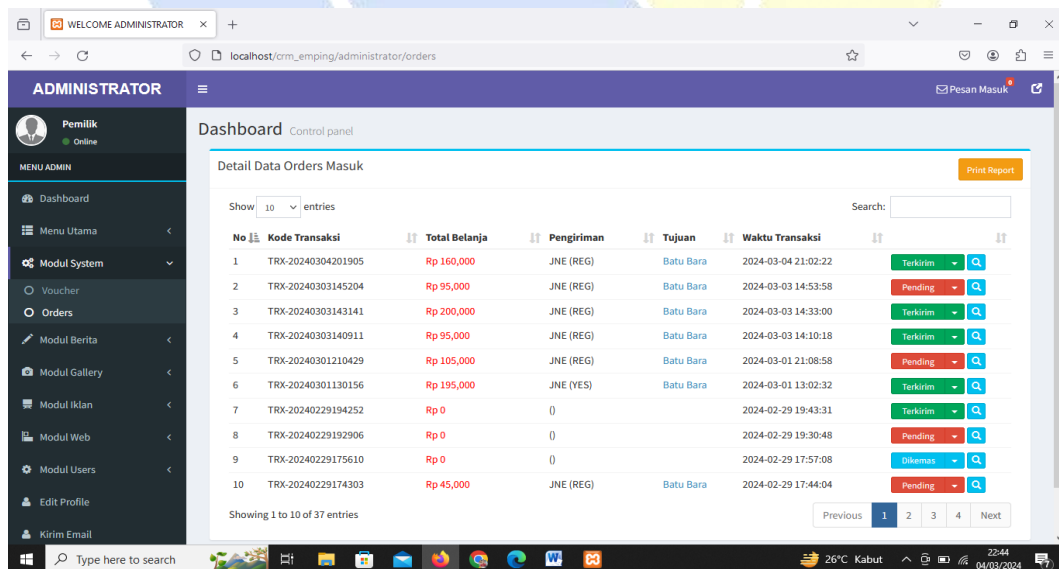 WELCOME ADMINISTRATOR
localhost/crm_emping/administrator/orders
ADMINISTRATOR
Pesan Masuk 0
Pemilik
Online
MENU ADMIN
Dashboard
Menu Utama
Modul System
Voucher
Orders
Modul Berita
Modul Gallery
Modul Iklan
Modul Web
Modul Users
Edit Profile
Kirim Email
Dashboard Control panel
Detail Data Orders Masuk
Print Report
Show 10 entries
Search:
No Kode Transaksi Total Belanja Pengiriman Tujuan Waktu Transaksi
1 TRX-20240304201905 Rp 160,000 JNE (REG) Batu Bara 2024-03-04 21:02:22 Terkirim
2 TRX-20240303145204 Rp 95,000 JNE (REG) Batu Bara 2024-03-03 14:53:58 Pending
3 TRX-20240303143141 Rp 200,000 JNE (REG) Batu Bara 2024-03-03 14:33:00 Terkirim
4 TRX-20240303140911 Rp 95,000 JNE (REG) Batu Bara 2024-03-03 14:10:18 Terkirim
5 TRX-20240301210429 Rp 105,000 JNE (REG) Batu Bara 2024-03-01 21:08:58 Pending
6 TRX-20240301130156 Rp 195,000 JNE (YES) Batu Bara 2024-03-01 13:02:32 Terkirim
7 TRX-20240229194252 Rp 0 () 2024-02-29 19:43:31 Terkirim
8 TRX-20240229192906 Rp 0 () 2024-02-29 19:30:48 Pending
9 TRX-20240229175610 Rp 0 () 2024-02-29 17:57:08 Dikemas
10 TRX-20240229174303 Rp 45,000 JNE (REG) Batu Bara 2024-02-29 17:44:04 Pending
Showing 1 to 10 of 37 entries
Previous 1 2 3 4 Next
Type here to search
26°C Kabut
22:44
04/03/2024